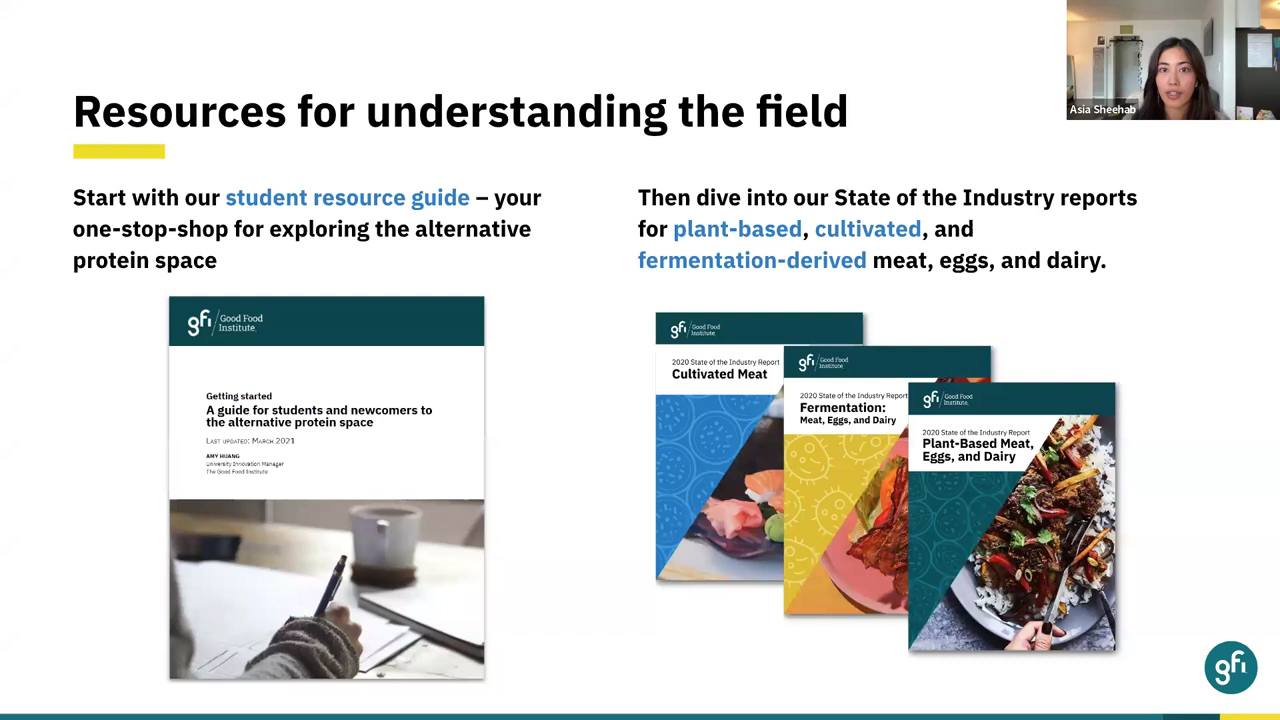 Asia Sheehab
Resources for understanding the field
Start with our student resource guide – your
one-stop-shop for exploring the alternative
protein space
gfi/Good Food
Institute.
Getting started
A guide for students and newcomers to
the alternative protein space
LAST UPDATED: MARCH 2021
AMY HUANG
University Innovation Manager
The Good Food Institute
Then dive into our State of the Industry reports
for plant-based, cultivated, and
fermentation-derived meat, eggs, and dairy.
gfi/Good Food
Institute.
2020 State of the Industry Report
Cultivated Meat
gfi/Good Food
Institute.
2020 State of the Industry Report
Fermentation:
Meat, Eggs, and Dairy
gfi/Good Food
Institute.
2020 State of the Industry Report
Plant-Based Meat,
Eggs, and Dairy
gfi